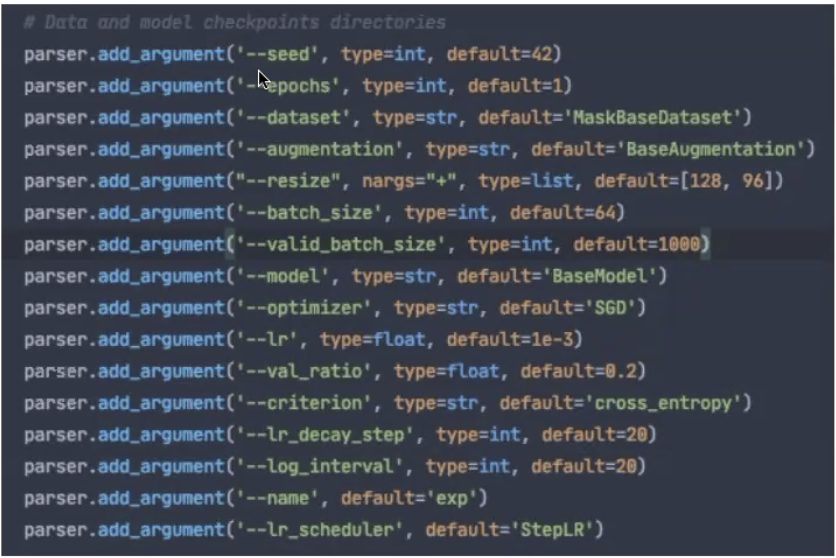 # Data and model checkpoints directories
parser.add_argument('--seed', type=int, default=42)
parser.add_argument('--epochs', type=int, default=1)
parser.add_argument('--dataset', type=str, default='MaskBaseDataset')
parser.add_argument('--augmentation', type=str, default='BaseAugmentation')
parser.add_argument("--resize", nargs="+", type=list, default=[128, 96])
parser.add_argument('--batch_size', type=int, default=64)
parser.add_argument('--valid_batch_size', type=int, default=1000)
parser.add_argument('--model', type=str, default='BaseModel')
parser.add_argument('--optimizer', type=str, default='SGD')
parser.add_argument('--lr', type=float, default=1e-3)
parser.add_argument('--val_ratio', type=float, default=0.2)
parser.add_argument('--criterion', type=str, default='cross_entropy')
parser.add_argument('--lr_decay_step', type=int, default=20)
parser.add_argument('--log_interval', type=int, default=20)
parser.add_argument('--name', default='exp')
parser.add_argument('--lr_scheduler', default='StepLR')